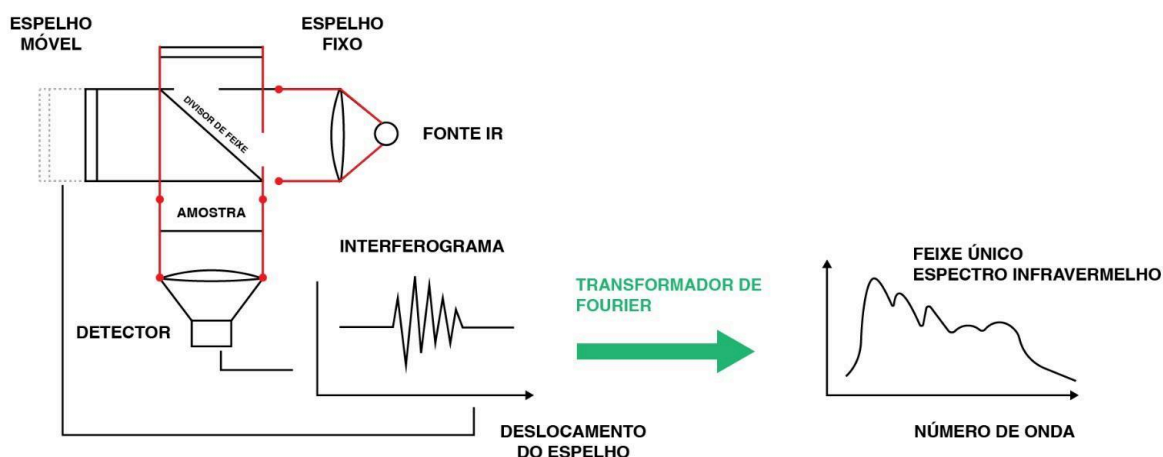 ESPELHO
MÓVEL
ESPELHO
FIXO
DIVISOR DE FEIXE
FONTE IR
AMOSTRA
DETECTOR
INTERFEROGRAMA
DESLOCAMENTO
DO ESPELHO
TRANSFORMADOR DE
FOURIER
FEIXE ÚNICO
ESPECTRO INFRAVERMELHO
NÚMERO DE ONDA